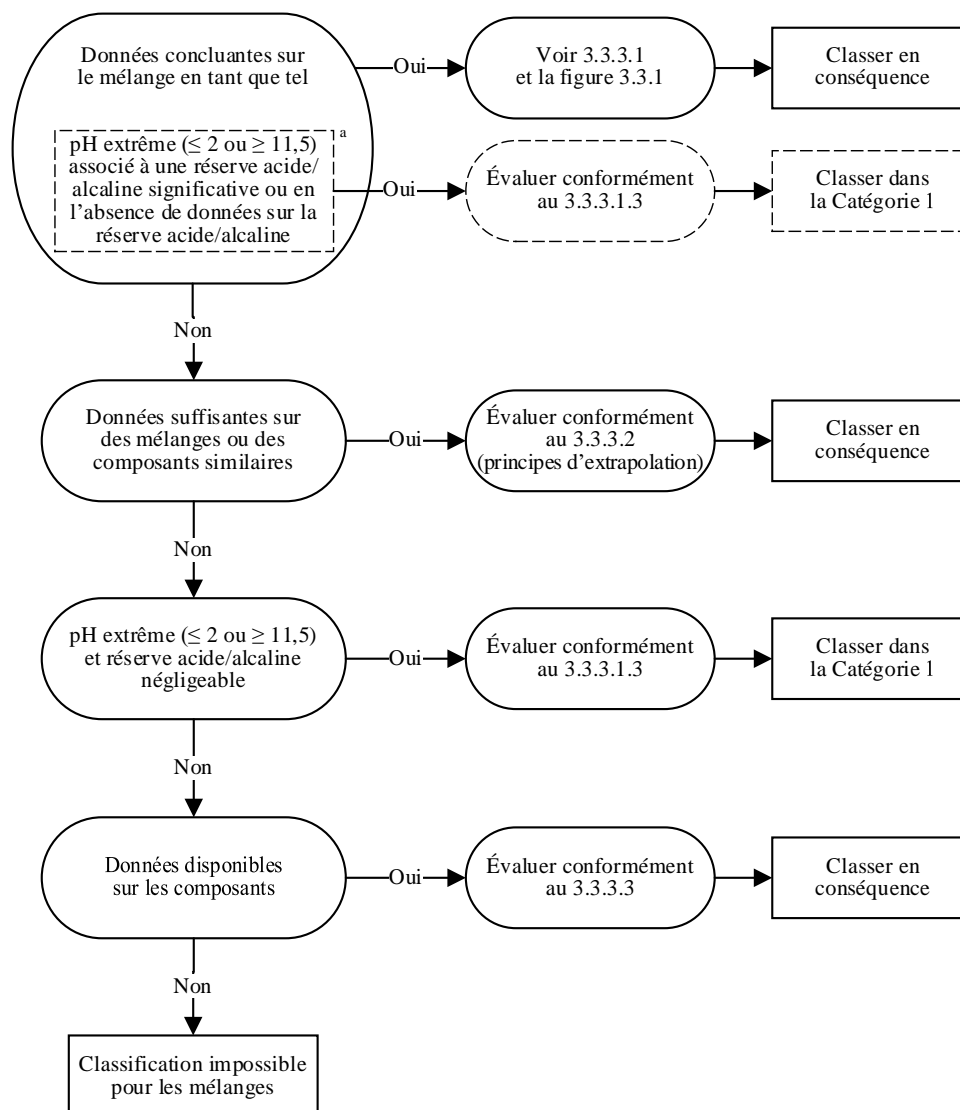 Données concluantes sur
le mélange en tant que tel
Oui
Voir 3.3.3.1
et la figure 3.3.1
Classer en
conséquence
pH extrême (≤ 2 ou ≥ 11,5)
associé à une réserve acide/
alcaline significative ou en
l'absence de données sur la
réserve acide/alcaline
a
Oui
Évaluer conformément
au 3.3.3.1.3
Classer dans
la Catégorie 1
Non
Données suffisantes sur
des mélanges ou des
composants similaires
Oui
Évaluer conformément
au 3.3.3.2
(principes d'extrapolation)
Classer en
conséquence
Non
pH extrême (≤ 2 ou ≥ 11,5)
et réserve acide/alcaline
négligeable
Oui
Évaluer conformément
au 3.3.3.1.3
Classer dans
la Catégorie 1
Non
Données disponibles
sur les composants
Oui
Évaluer conformément
au 3.3.3.3
Classer en
conséquence
Non
Classification impossible
pour les mélanges